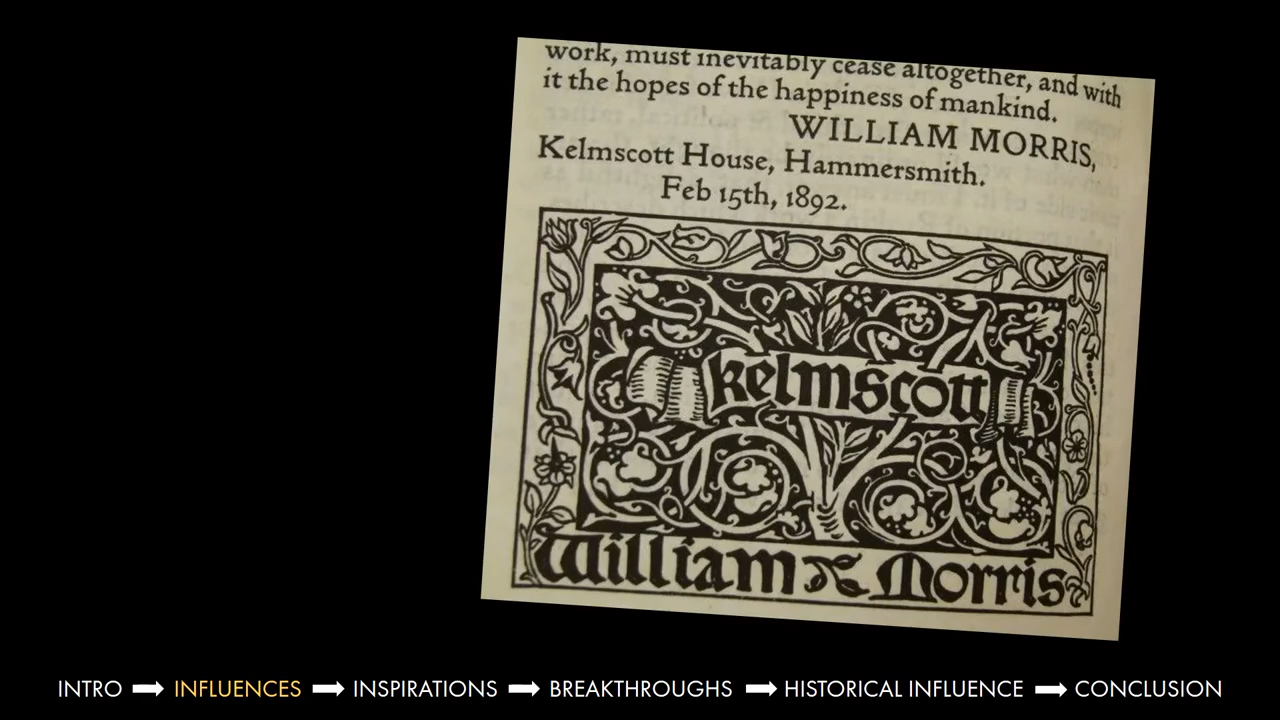 work, must inevitably cease altogether, and with
it the hopes of the happiness of mankind.
WILLIAM MORRIS,
Kelmscott House, Hammersmith.
Feb 15th, 1892.
kelmscott
William Morris
INTRO ➡ INFLUENCES ➡ INSPIRATIONS ➡ BREAKTHROUGHS ➡ HISTORICAL INFLUENCE ➡ CONCLUSION